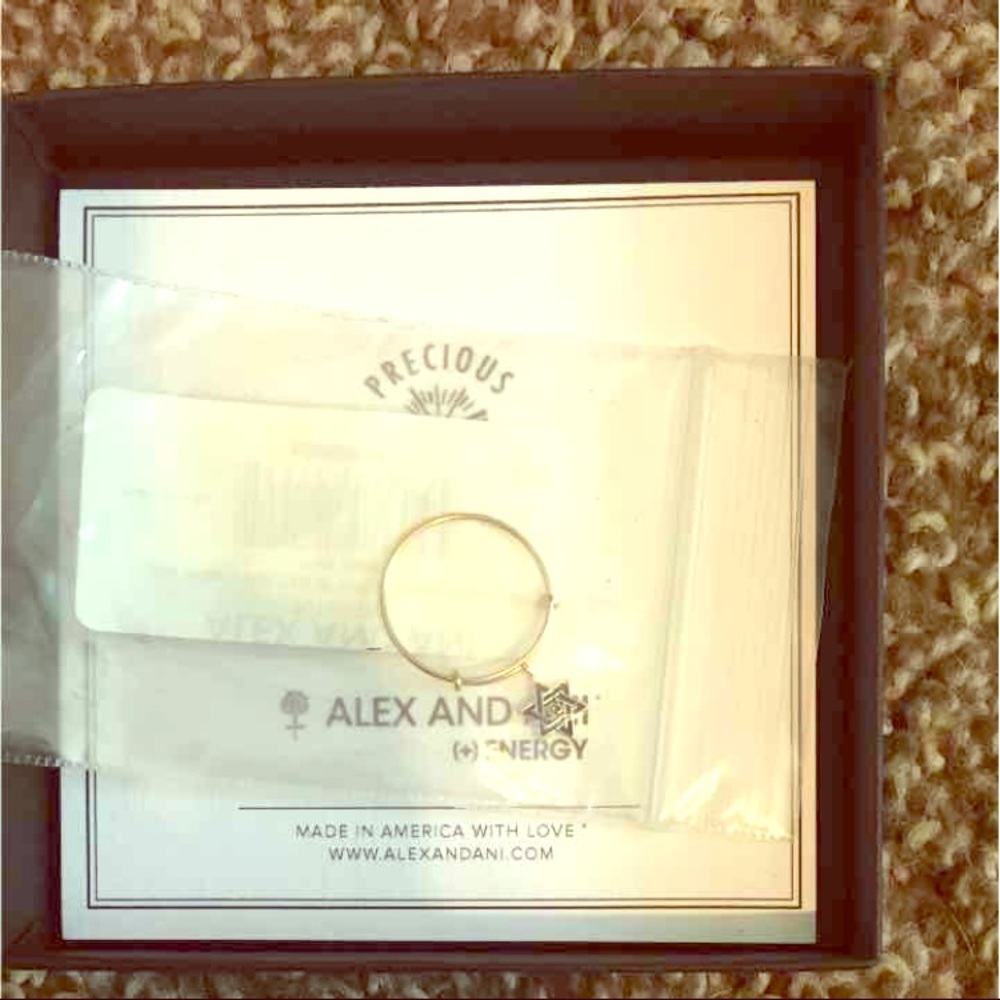 PRECIOUS
ALEX AND
(+) ENERGY
MADE IN AMERICA WITH LOVE ®
WWW.ALEXANDANI.COM